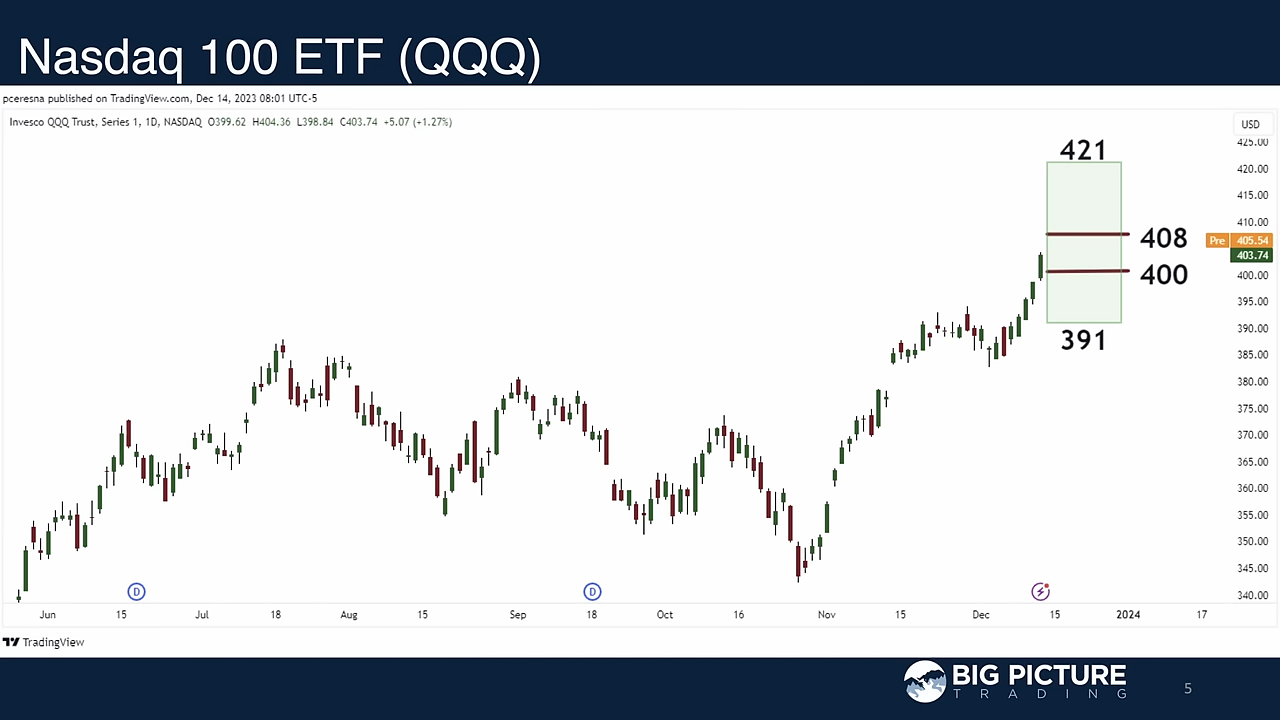 Nasdaq 100 ETF (QQQ)
pceresna published on TradingView.com, Dec 14, 2023 08:01 UTC-5
Invesco QQQ Trust, Series 1, 1D, NASDAQ O399.62 H404.36 L398.84 C403.74 +5.07 (+1.27%)
USD
425.00
421
420.00
415.00
410.00
408
Pre 405.54
403.74
400
400.00
395.00
390.00
391
385.00
380.00
375.00
370.00
365.00
360.00
355.00
350.00
345.00
340.00
D
D
Jun 15 Jul 18 Aug 15 Sep 18 Oct 16 Nov 15 Dec 15 2024 17
TradingView
BIG PICTURE
TRADING
5